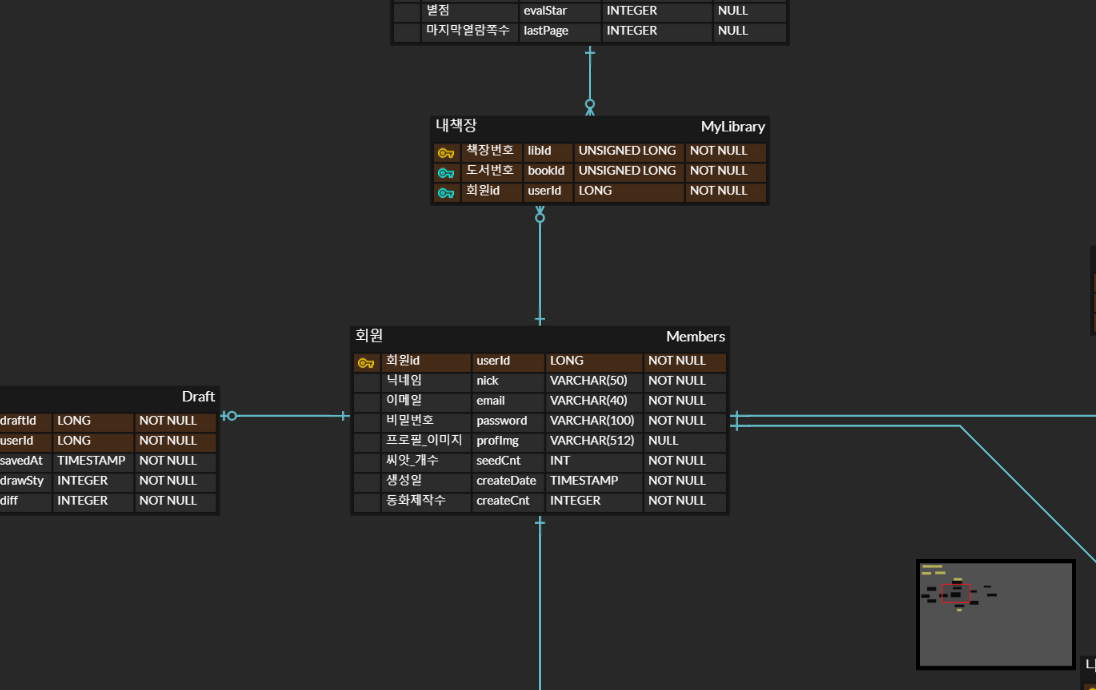 별점 evalStar INTEGER NULL
마지막열람쪽수 lastPage INTEGER NULL
내책장 MyLibrary
책장번호 libId UNSIGNED LONG NOT NULL
도서번호 bookId UNSIGNED LONG NOT NULL
회원id userId LONG NOT NULL
회원 Members
회원id userId LONG NOT NULL
닉네임 nick VARCHAR(50) NOT NULL
이메일 email VARCHAR(40) NOT NULL
비밀번호 password VARCHAR(100) NOT NULL
프로필_이미지 profImg VARCHAR(512) NULL
씨앗_개수 seedCnt INT NOT NULL
생성일 createDate TIMESTAMP NOT NULL
동화제작수 createCnt INTEGER NOT NULL
Draft
draftId LONG NOT NULL
userId LONG NOT NULL
savedAt TIMESTAMP NOT NULL
drawSty INTEGER NOT NULL
diff INTEGER NOT NULL